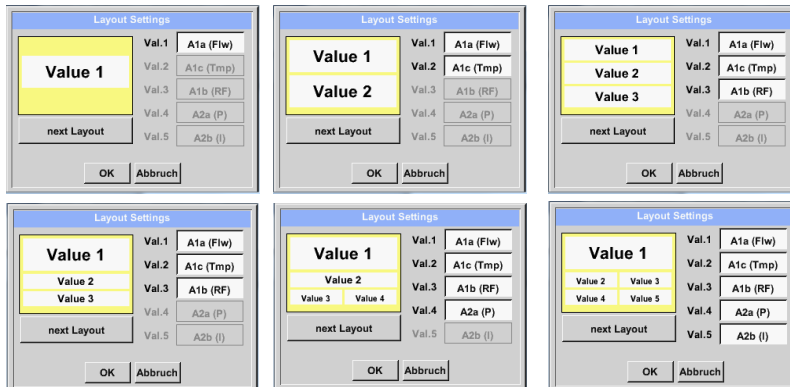 Layout Settings
Value 1
Val.1 A1a (Flw)
Val.2 A1c (Tmp)
Val.3 A1b (RF)
Val.4 A2a (P)
Val.5 A2b (I)
next Layout
OK Abbruch
Layout Settings
Value 1
Value 2
Val.1 A1a (Flw)
Val.2 A1c (Tmp)
Val.3 A1b (RF)
Val.4 A2a (P)
Val.5 A2b (I)
next Layout
OK Abbruch
Layout Settings
Value 1
Value 2
Value 3
Val.1 A1a (Flw)
Val.2 A1c (Tmp)
Val.3 A1b (RF)
Val.4 A2a (P)
Val.5 A2b (I)
next Layout
OK Abbruch
Layout Settings
Value 1
Value 2
Value 3
Val.1 A1a (Flw)
Val.2 A1c (Tmp)
Val.3 A1b (RF)
Val.4 A2a (P)
Val.5 A2b (I)
next Layout
OK Abbruch
Layout Settings
Value 1
Value 2
Value 3 Value 4
Val.1 A1a (Flw)
Val.2 A1c (Tmp)
Val.3 A1b (RF)
Val.4 A2a (P)
Val.5 A2b (I)
next Layout
OK Abbruch
Layout Settings
Value 1
Value 2 Value 3
Value 4 Value 5
Val.1 A1a (Flw)
Val.2 A1c (Tmp)
Val.3 A1b (RF)
Val.4 A2a (P)
Val.5 A2b (I)
next Layout
OK Abbruch